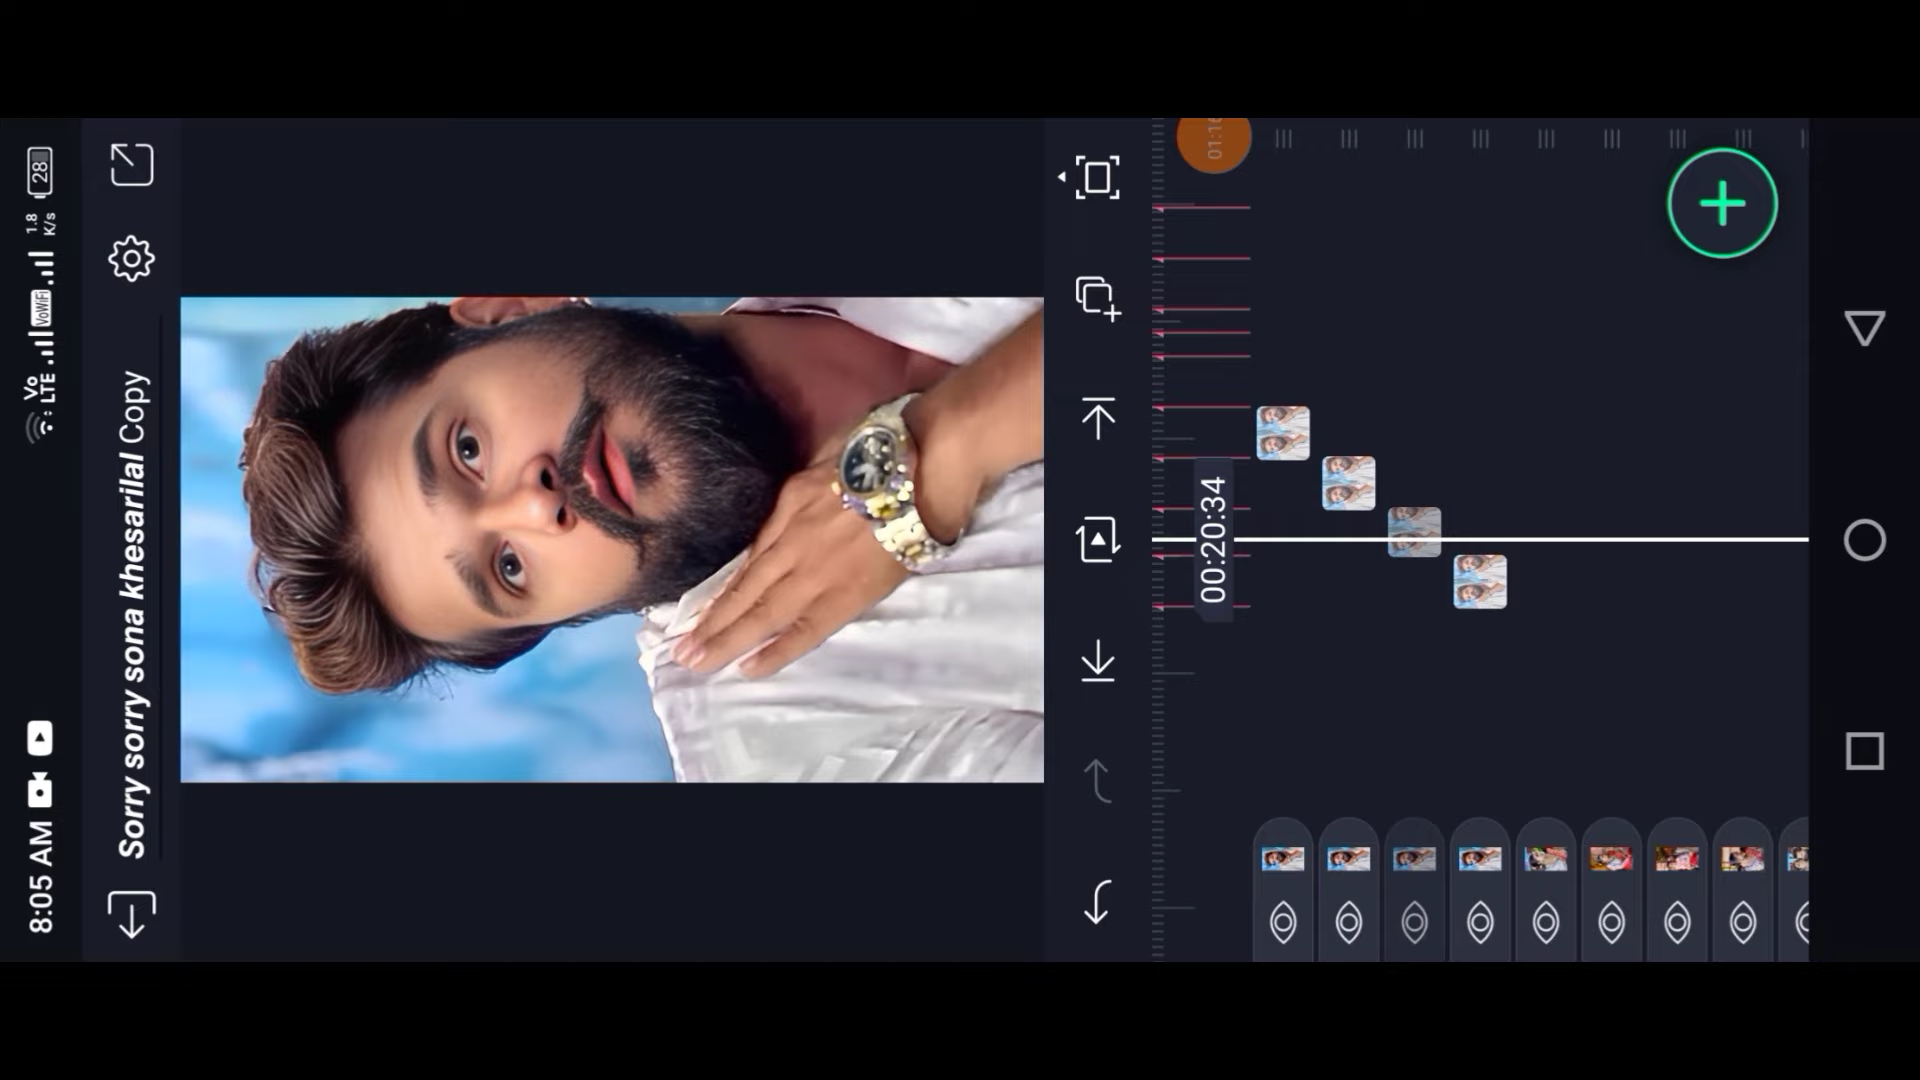 8:05 AM
Vo
LTE
VoWiFi
1.8
K/s
28
Sorry sorry sona khesarilal Copy
00:20:34